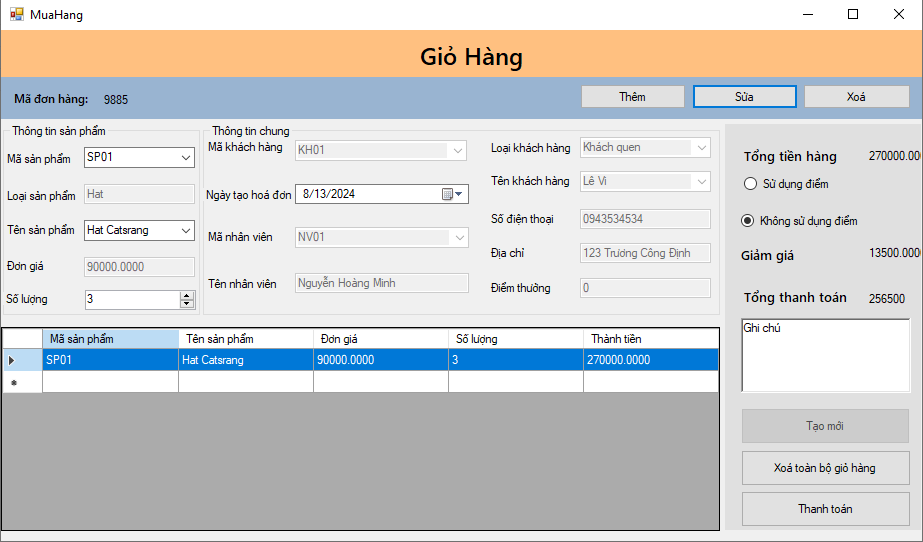 MuaHang
Giỏ Hàng
Mã đơn hàng: 9885
Thêm
Sửa
Xoá
Thông tin sản phẩm
Mã sản phẩm SP01
Loại sản phẩm Hat
Tên sản phẩm Hat Catsrang
Đơn giá 90000.0000
Số lượng 3
Thông tin chung
Mã khách hàng KH01
Ngày tạo hoá đơn 8/13/2024
Mã nhân viên NV01
Tên nhân viên Nguyễn Hoàng Minh
Loại khách hàng Khách quen
Tên khách hàng Lê Vi
Số điện thoại 0943534534
Địa chỉ 123 Trương Công Định
Điểm thưởng 0
Tổng tiền hàng 270000.00
Sử dụng điểm
Không sử dụng điểm
Giảm giá 13500.000
Tổng thanh toán 256500
Ghi chú
Tạo mới
Xoá toàn bộ giỏ hàng
Thanh toán
Mã sản phẩm Tên sản phẩm Đơn giá Số lượng Thành tiền
SP01 Hat Catsrang 90000.0000 3 270000.0000